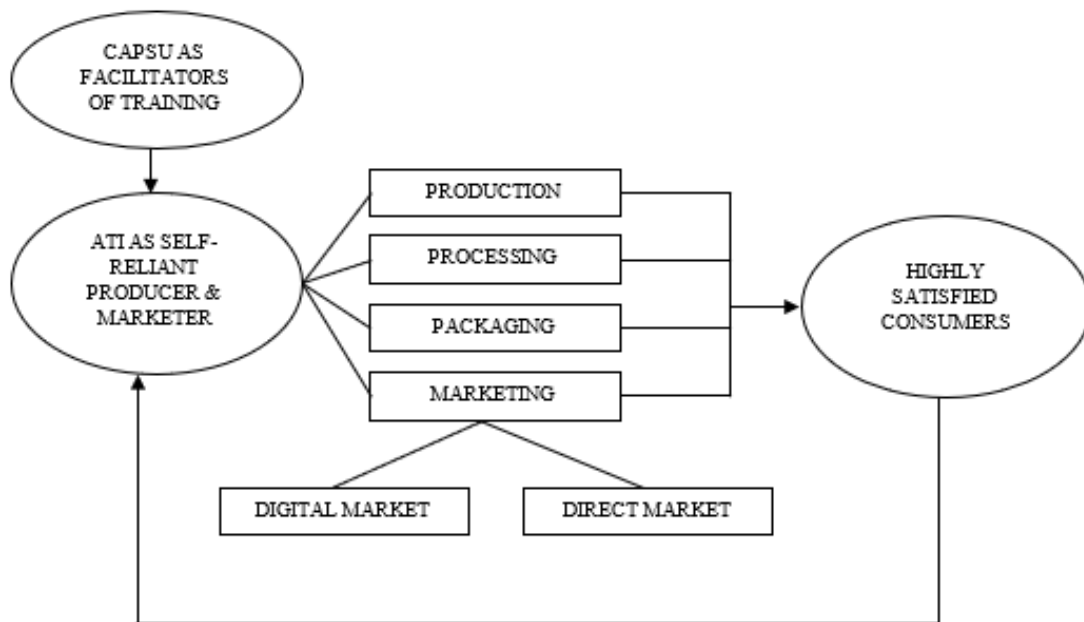 CAPSU AS
FACILITATORS
OF TRAINING
ATI AS SELF-
RELIANT
PRODUCER &
MARKETER
PRODUCTION
PROCESSING
PACKAGING
MARKETING
DIGITAL MARKET
DIRECT MARKET
HIGHLY
SATISFIED
CONSUMERS